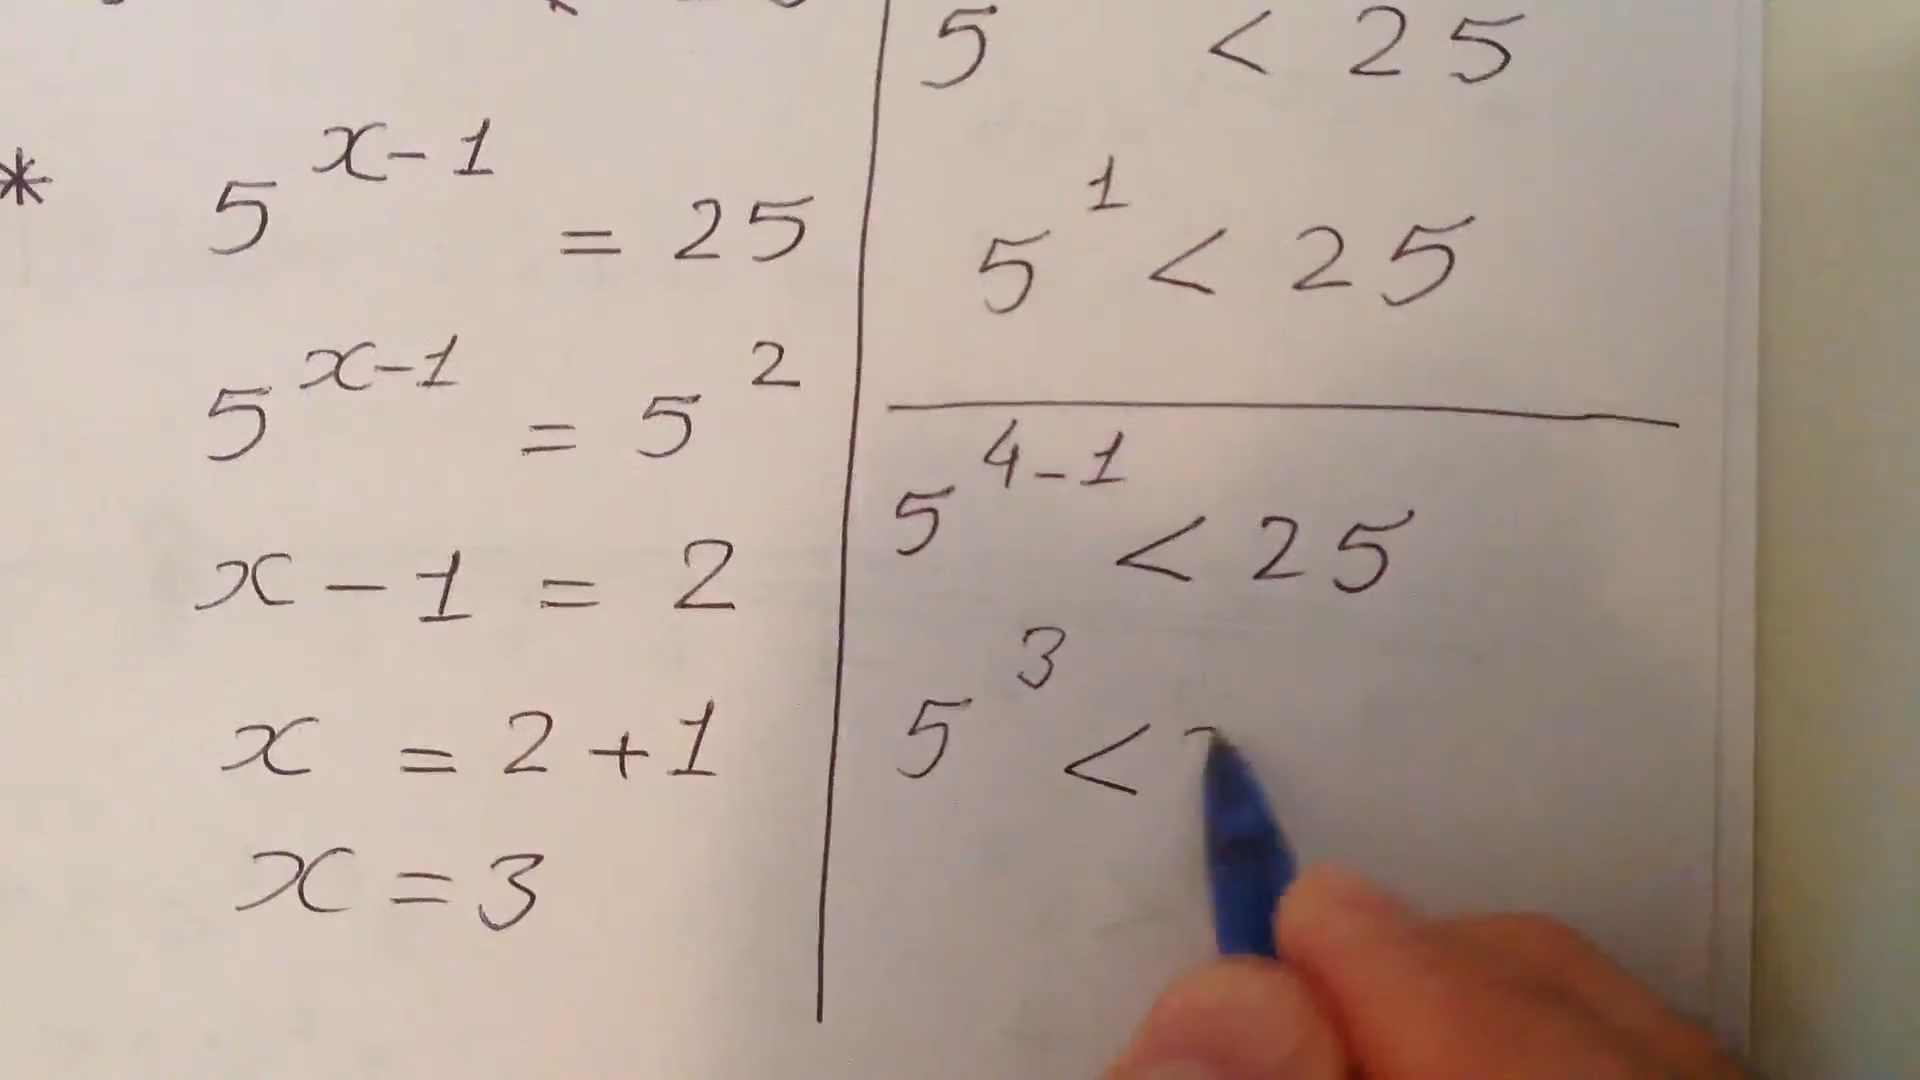 *
5^{x-1} = 25
5^{x-1} = 5^2
x - 1 = 2
x = 2 + 1
x = 3
5 < 25
5^1 < 25
5^{4-1} < 25
5^3 <